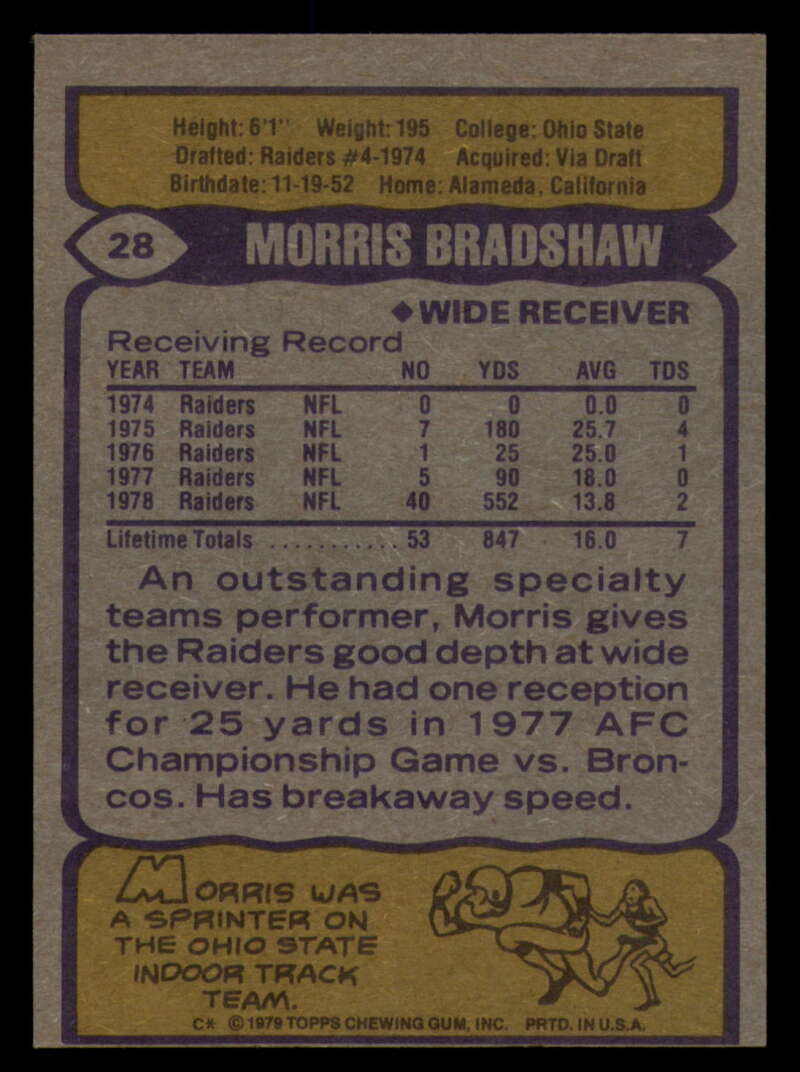 Height: 6'1" Weight: 195 College: Ohio State
Drafted: Raiders #4-1974 Acquired: Via Draft
Birthdate: 11-19-52 Home: Alameda, California
28 MORRIS BRADSHAW
◆WIDE RECEIVER
Receiving Record
YEAR TEAM NO YDS AVG TDS
1974 Raiders NFL 0 0 0.0 0
1975 Raiders NFL 7 180 25.7 4
1976 Raiders NFL 1 25 25.0 1
1977 Raiders NFL 5 90 18.0 0
1978 Raiders NFL 40 552 13.8 2
Lifetime Totals ........... 53 847 16.0 7
An outstanding specialty
teams performer, Morris gives
the Raiders good depth at wide
receiver. He had one reception
for 25 yards in 1977 AFC
Championship Game vs. Bron-
cos. Has breakaway speed.
MORRIS WAS
A SPRINTER ON
THE OHIO STATE
INDOOR TRACK
TEAM.
C* © 1979 TOPPS CHEWING GUM, INC. PRTD. IN U.S.A.